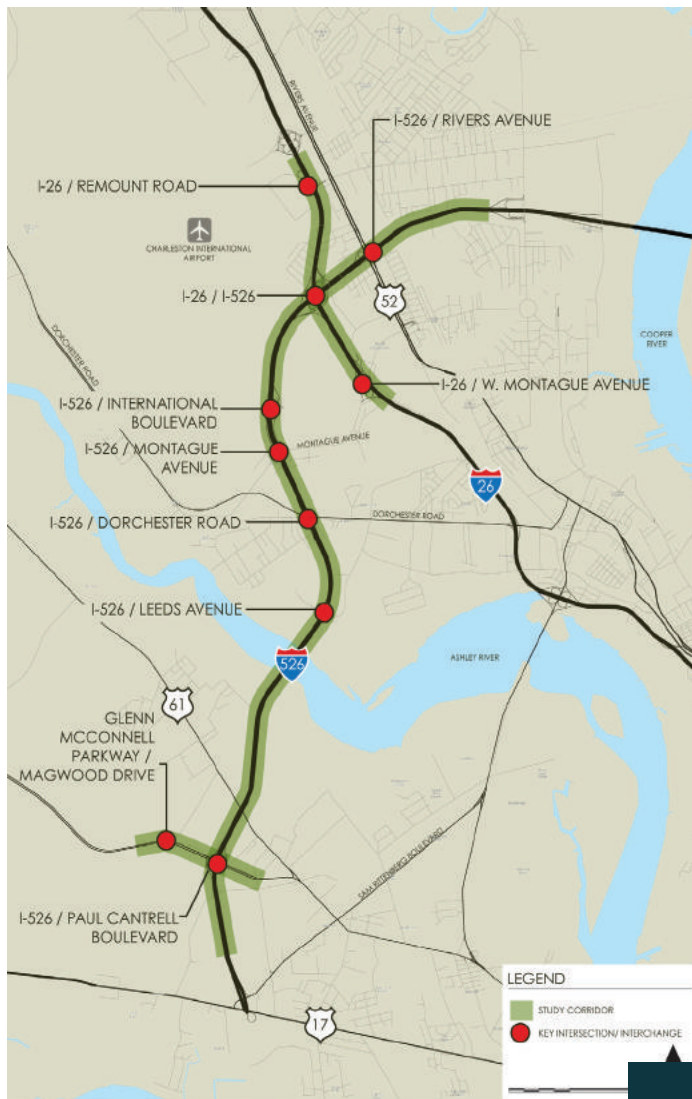 RIVERS AVENUE
I-526 / RIVERS AVENUE
I-26 / REMOUNT ROAD
CHARLESTON INTERNATIONAL
AIRPORT
I-26 / I-526
52
COOPER
RIVER
DORCHESTER ROAD
I-26 / W. MONTAGUE AVENUE
I-526 / INTERNATIONAL
BOULEVARD
MONTAGUE AVENUE
I-526 / MONTAGUE
AVENUE
26
I-526 / DORCHESTER ROAD
DORCHESTER ROAD
I-526 / LEEDS AVENUE
ASHLEY RIVER
526
61
GLENN
MCCONNELL
PARKWAY /
MAGWOOD DRIVE
SAM RITTENBERG BOULEVARD
I-526 / PAUL CANTRELL
BOULEVARD
17
LEGEND
STUDY CORRIDOR
KEY INTERSECTION/ INTERCHANGE